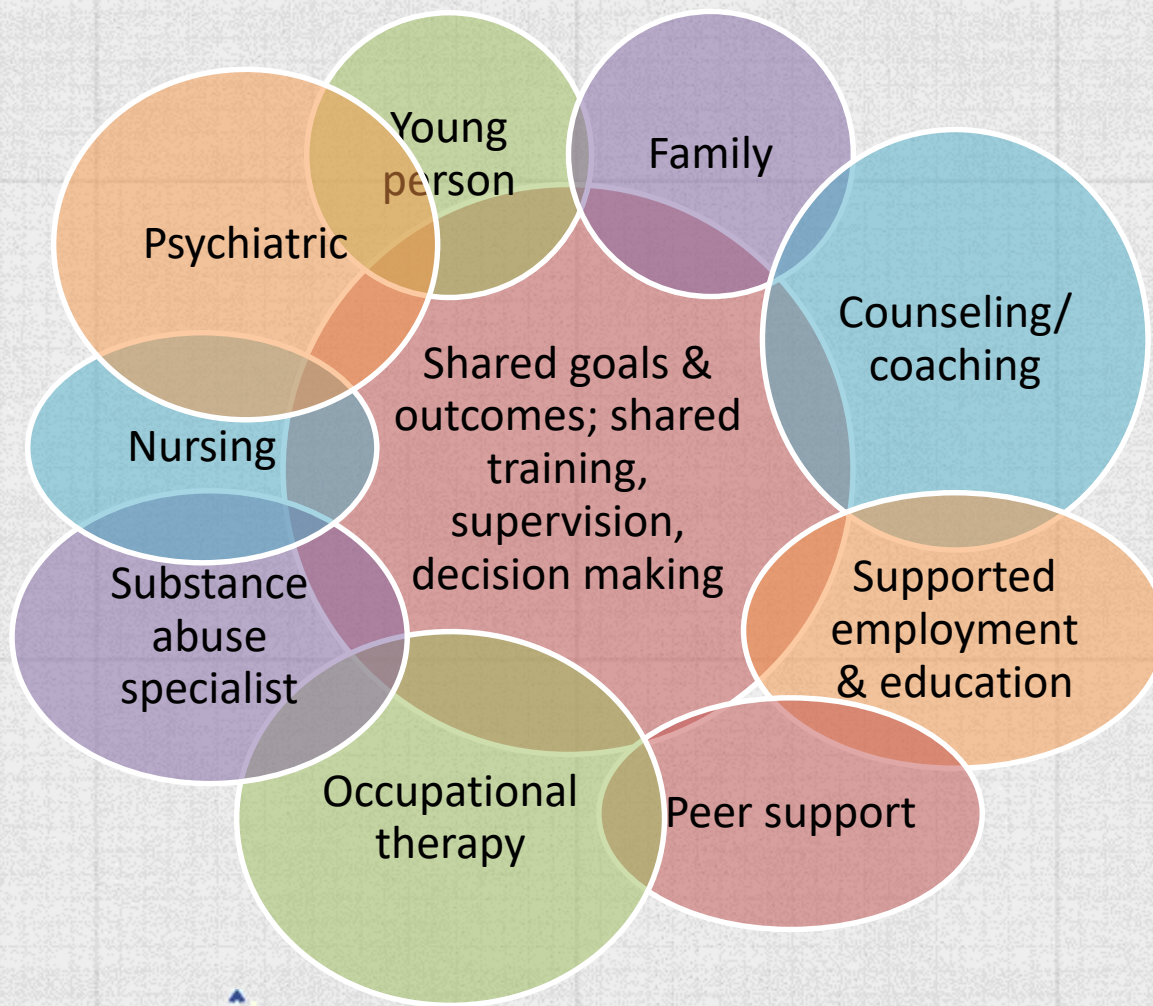 Young
person
Family
Psychiatric
Counseling/
coaching
Shared goals &
outcomes; shared
training,
supervision,
decision making
Nursing
Substance
abuse
specialist
Supported
employment
& education
Occupational
therapy
Peer support